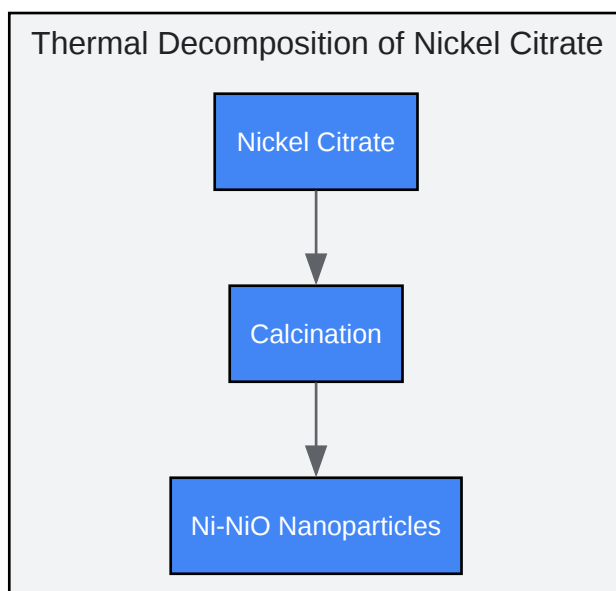 Thermal Decomposition of Nickel Citrate
Nickel Citrate
Calcination
Ni-NiO Nanoparticles